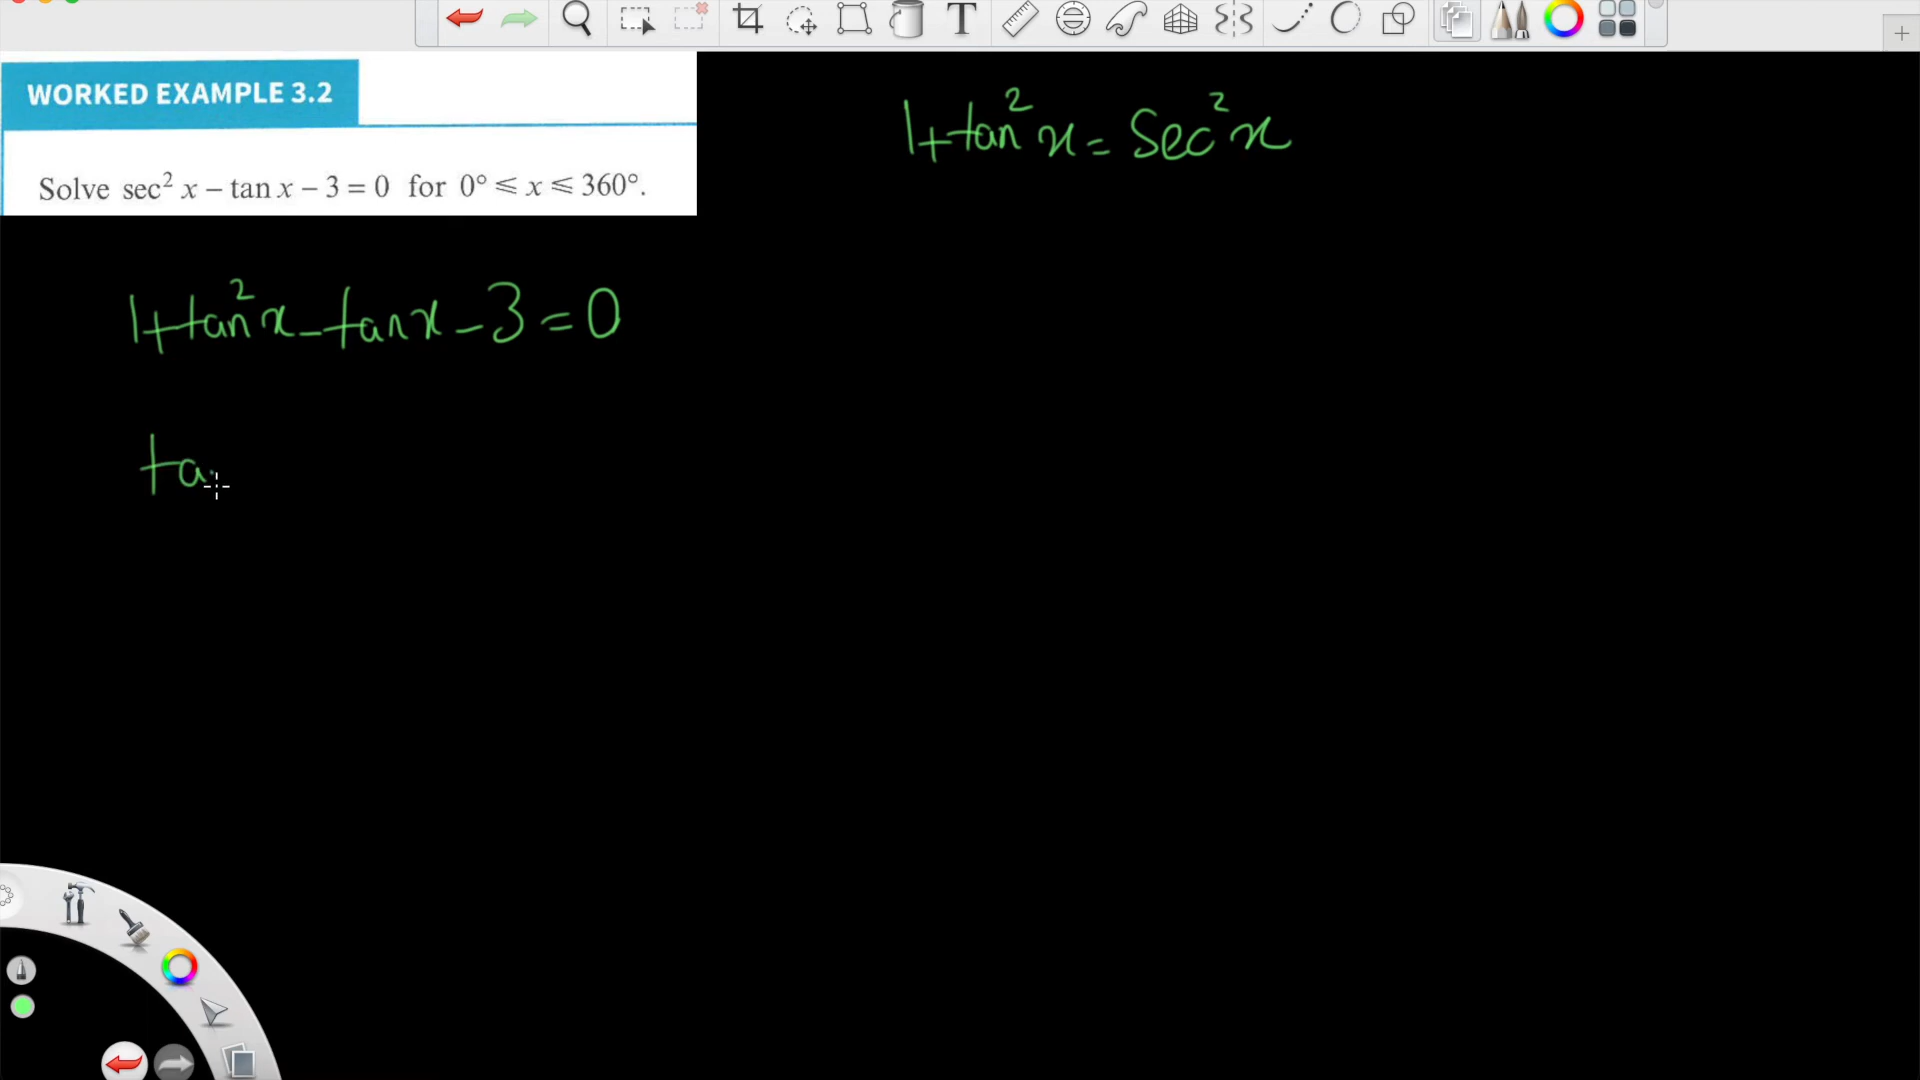 T
WORKED EXAMPLE 3.2
Solve sec² x – tan x – 3 = 0 for 0° ⩽ x ⩽ 360°.
1+tan²x = Sec²x
1+tan²x - tanx - 3 = 0
ta